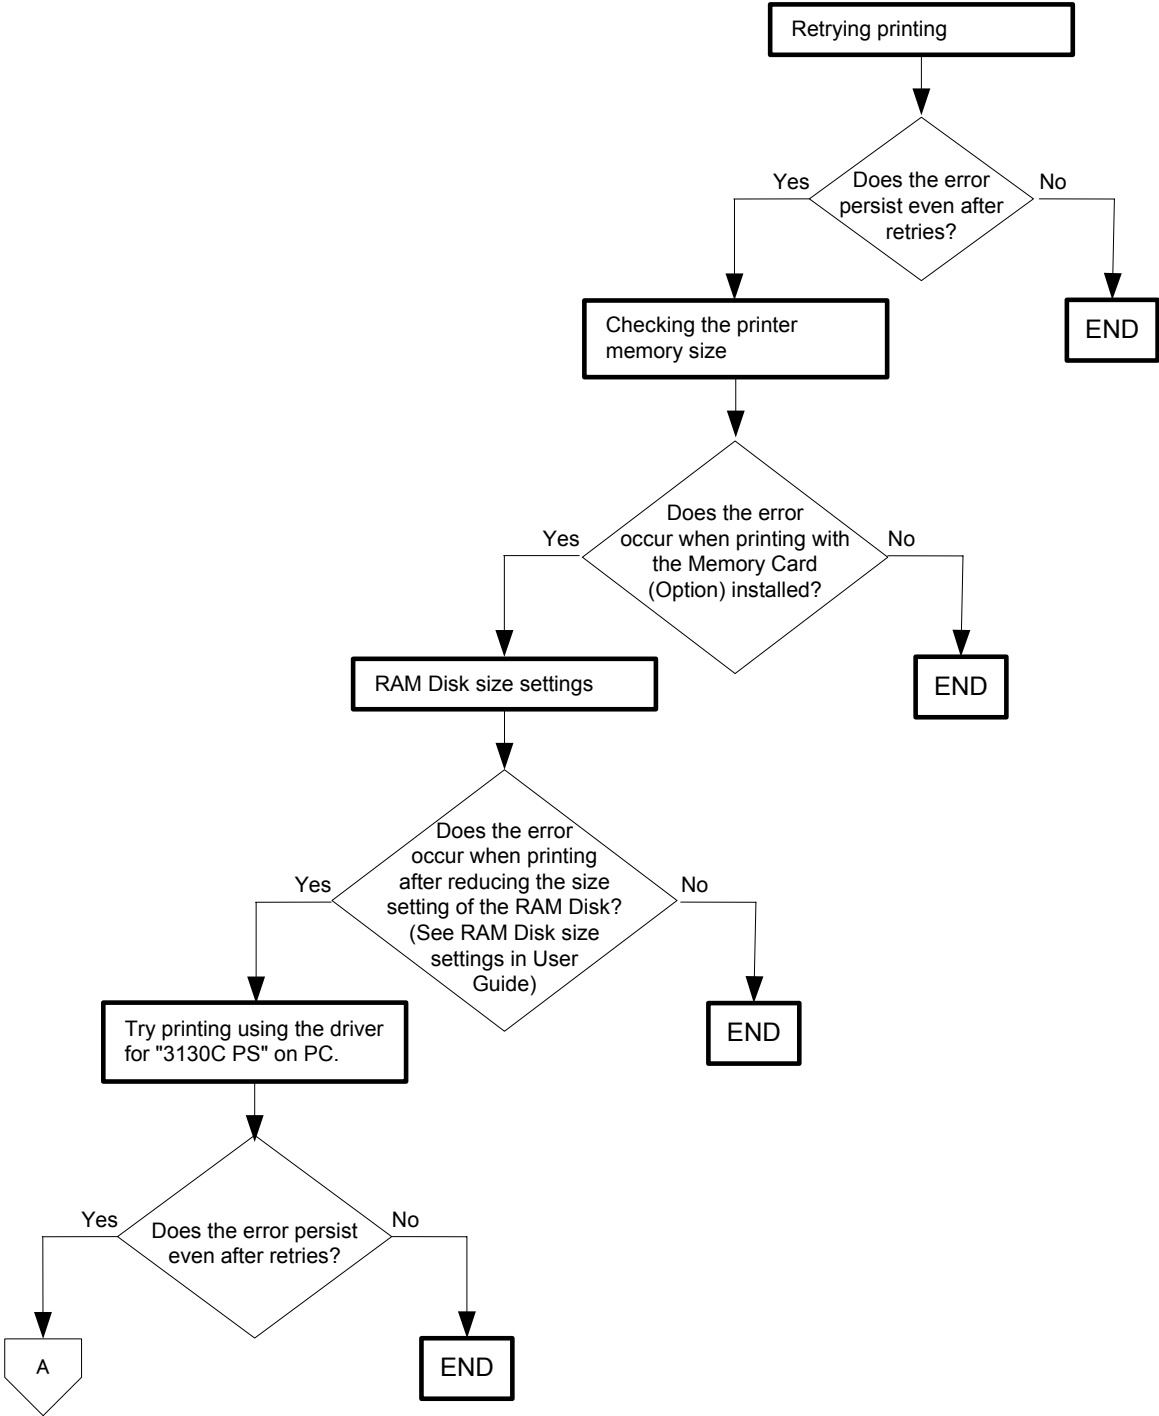 Retrying printing
Yes
Does the error
persist even after
retries?
No
Checking the printer
memory size
END
Yes
Does the error
occur when printing with
the Memory Card
(Option) installed?
No
RAM Disk size settings
END
Yes
Does the error
occur when printing
after reducing the size
setting of the RAM Disk?
(See RAM Disk size
settings in User
Guide)
No
Try printing using the driver
for "3130C PS" on PC.
END
Yes
Does the error persist
even after retries?
No
A
END